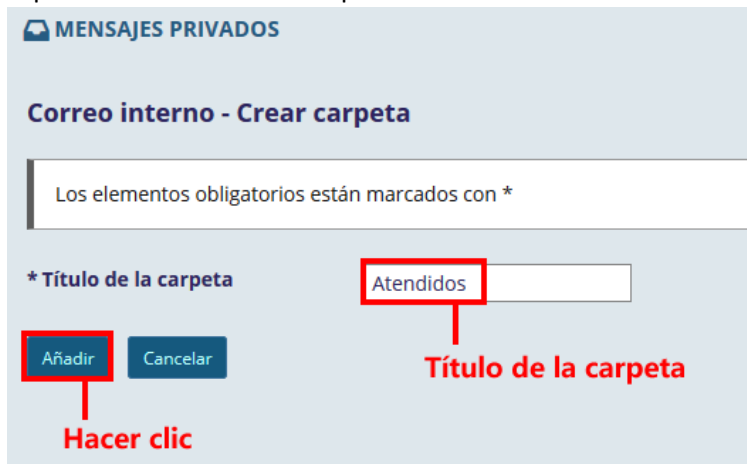 MENSAJES PRIVADOS
Correo interno - Crear carpeta
Los elementos obligatorios están marcados con *
* Título de la carpeta
Atendidos
Añadir
Cancelar
Título de la carpeta
Hacer clic